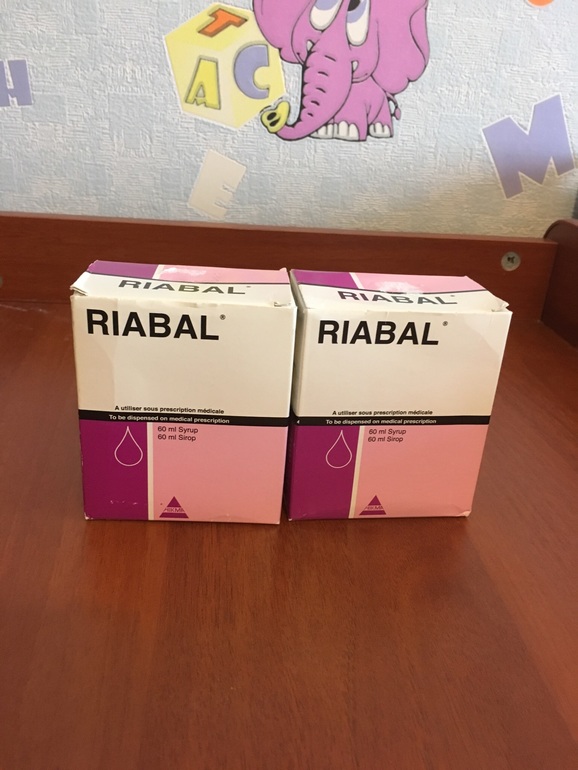 T
A C
E
M
RIABAL
RIABAL®
A utiliser sous prescription médicale
To be dispensed on medical prescription
60 ml Syrup
60 ml Sirop
RIABAL
RIABAL®
A utiliser sous prescription médicale
To be dispensed on medical prescription
60 ml Syrup
60 ml Sirop